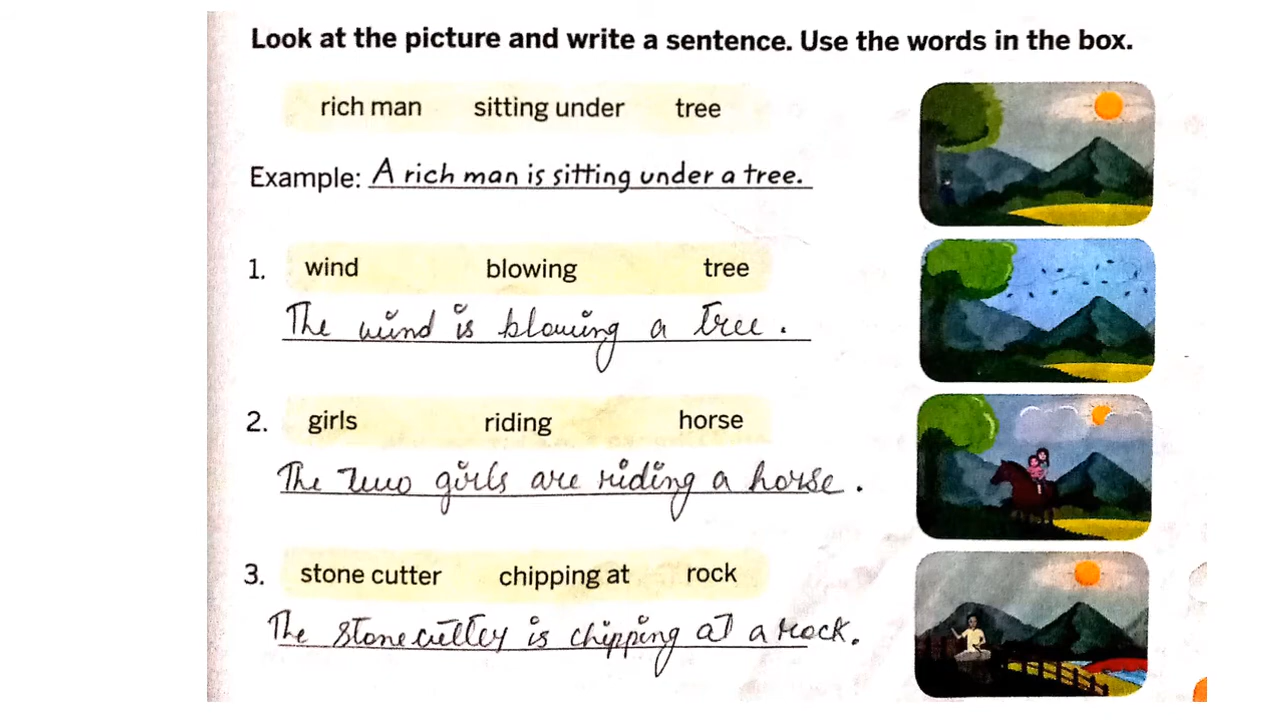 Look at the picture and write a sentence. Use the words in the box.
rich man sitting under tree
Example: A rich man is sitting under a tree.
1. wind blowing tree
The wind is blowing a tree.
2. girls riding horse
The two girls are riding a horse.
3. stone cutter chipping at rock
The stone cutter is chipping at a rock.